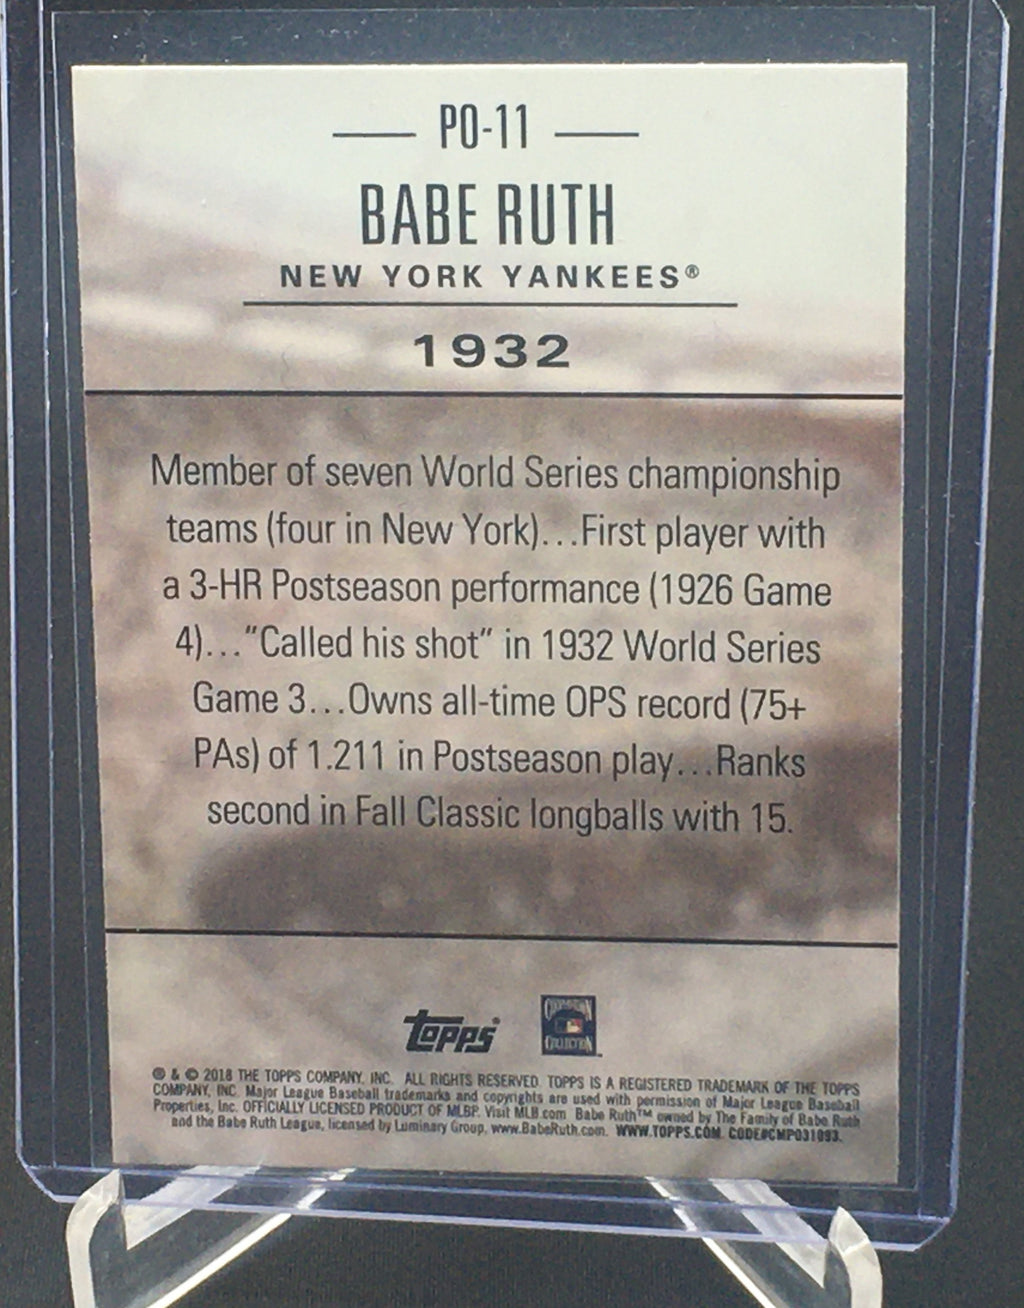 PO-11
BABE RUTH
NEW YORK YANKEES®
1932
Member of seven World Series championship
teams (four in New York)...First player with
a 3-HR Postseason performance (1926 Game
4)..."Called his shot" in 1932 World Series
Game 3...Owns all-time OPS record (75+
PAs) of 1.211 in Postseason play...Ranks
second in Fall Classic longballs with 15.
Topps®
COOPERSTOWN
COLLECTION™
® & © 2018 THE TOPPS COMPANY, INC. ALL RIGHTS RESERVED. TOPPS IS A REGISTERED TRADEMARK OF THE TOPPS
COMPANY, INC. Major League Baseball trademarks and copyrights are used with permission of Major League Baseball
Properties, Inc. OFFICIALLY LICENSED PRODUCT OF MLBP. Visit MLB.com Babe Ruth™ owned by The Family of Babe Ruth
and the Babe Ruth League, licensed by Luminary Group, www.BabeRuth.com. WWW.TOPPS.COM. CODE#CMP031093.